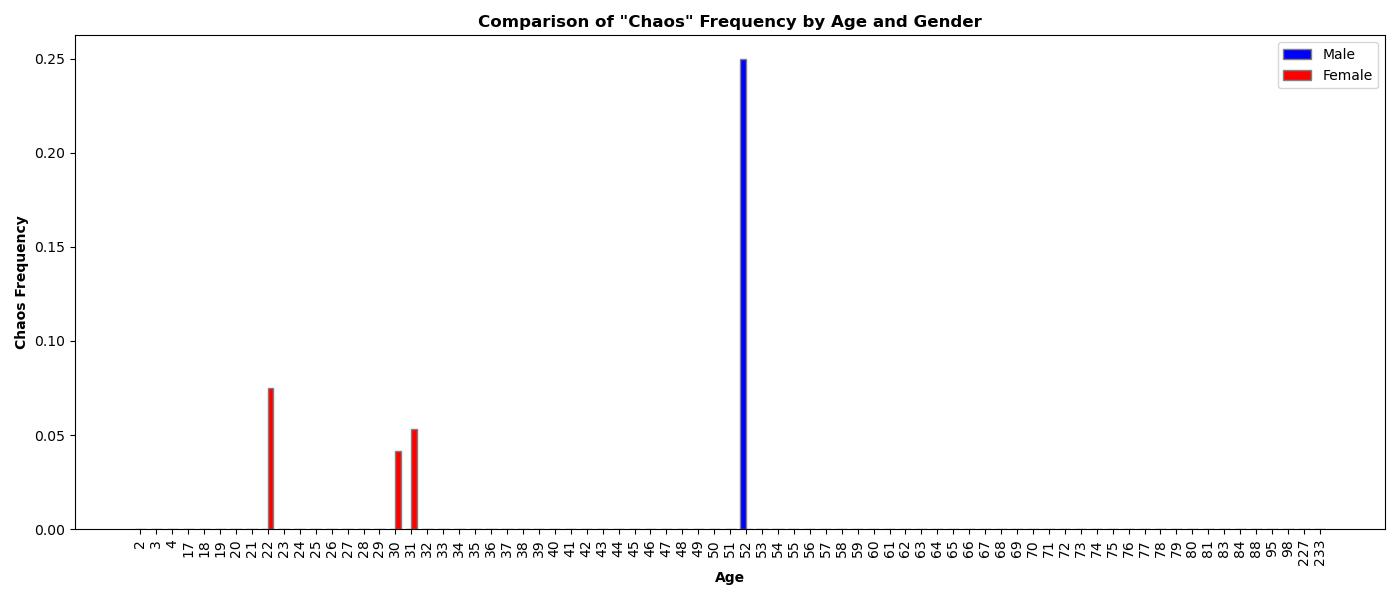 Comparison of "Chaos" Frequency by Age and Gender
Male
Female
Chaos Frequency
0.25
0.20
0.15
0.10
0.05
0.00
2 3 4 17 18 19 20 21 22 23 24 25 26 27 28 29 30 31 32 33 34 35 36 37 38 39 40 41 42 43 44 45 46 47 48 49 50 51 52 53 54 55 56 57 58 59 60 61 62 63 64 65 66 67 68 69 70 71 72 73 74 75 76 77 78 79 80 81 83 84 88 95 98 227 233
Age